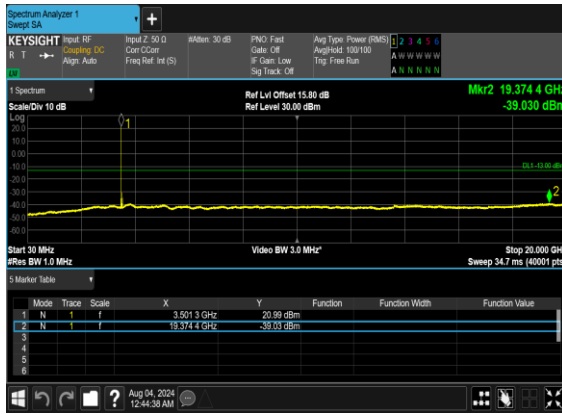 Spectrum Analyzer 1
Swept SA
+
KEYSIGHT Input: RF Input Z: 50 Ω #Atten: 30 dB PNO: Fast Avg Type: Power (RMS) 1 2 3 4 5 6
R T Coupling: DC Corr CCorr Gate: Off Avg|Hold: 100/100 A W W W W W
Align: Auto Freq Ref: Int (S) IF Gain: Low Trig: Free Run
LXI Sig Track: Off A N N N N N
1 Spectrum Ref Lvl Offset 15.80 dB Mkr2 19.374 4 GHz
Scale/Div 10 dB Ref Level 30.00 dBm -39.030 dBm
Log
1
20.0
10.0
0.00
-10.0 DL1 -13.00 dBm
-20.0
-30.0 2
-40.0
-50.0
-60.0
Start 30 MHz Video BW 3.0 MHz* Stop 20.000 GHz
#Res BW 1.0 MHz Sweep 34.7 ms (40001 pts)
5 Marker Table
Mode Trace Scale X Y Function Function Width Function Value
1 N 1 f 3.501 3 GHz 20.99 dBm
2 N 1 f 19.374 4 GHz -39.03 dBm
3
4
5
6
? Aug 04, 2024
12:44:38 AM